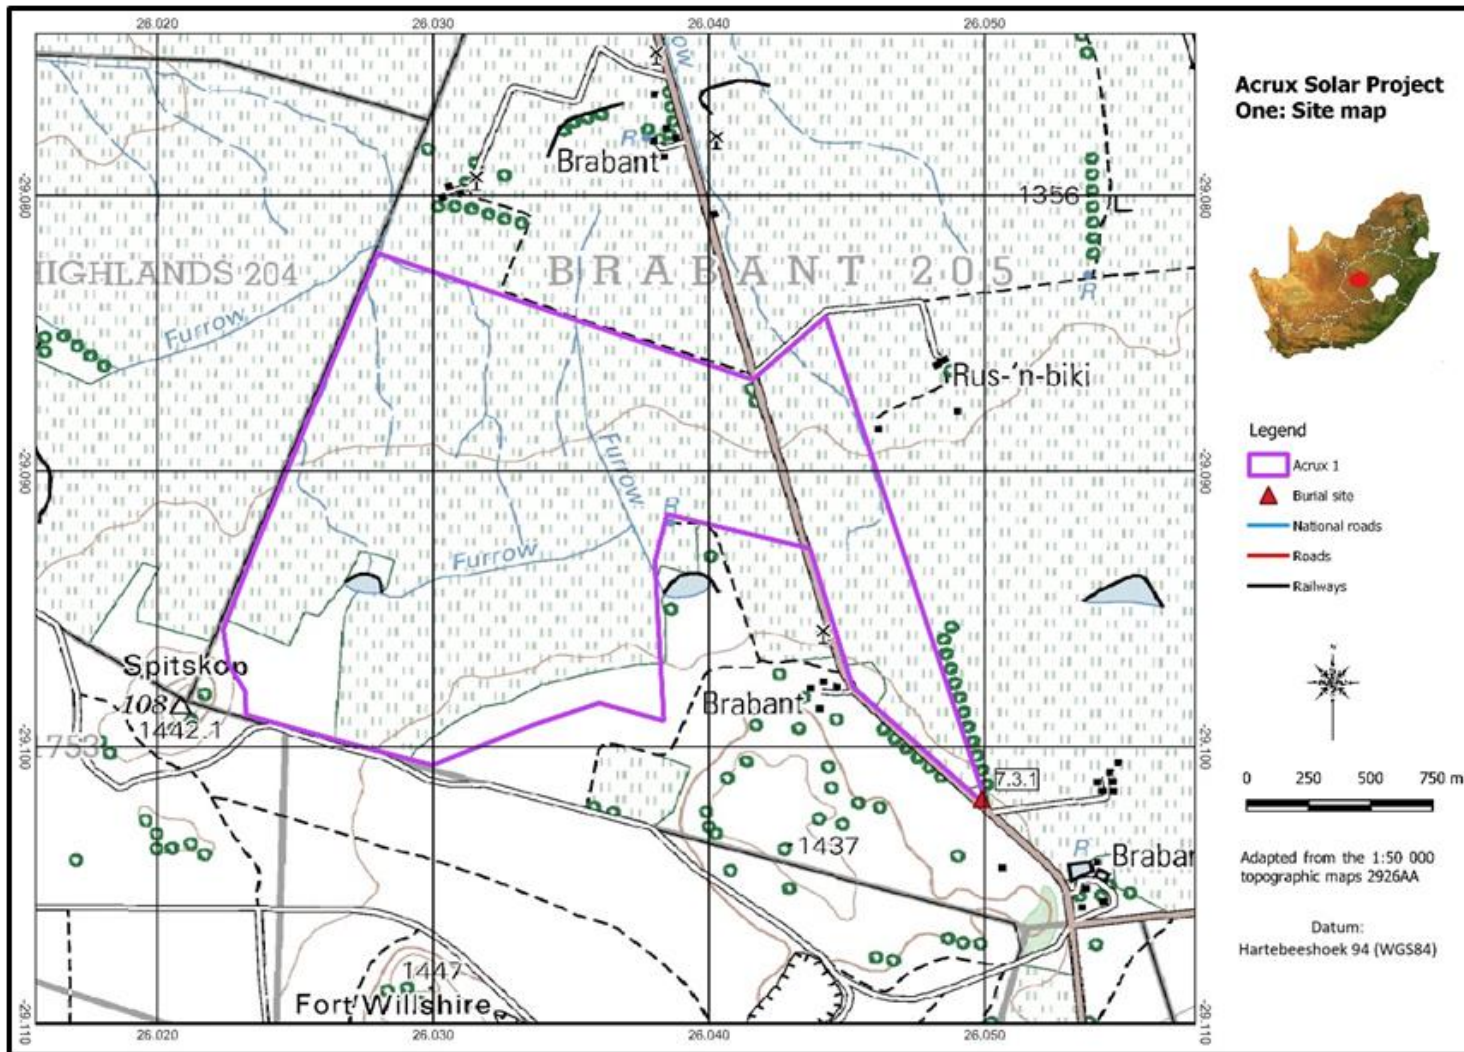 26.020 26.030 26.040 26.050
Acrux Solar Project
One: Site map
Brabant
R
-29.080 1356 -29.080
HIGHLANDS 204 BRABANT 205
R
Furrow
Rus-'n-biki
Legend
Acrux 1
Burial site
National roads
Roads
Railways
Furrow
-29.090 -29.090
R
Furrow
N
Spitskop
108
1442.1
Brabant
753
-29.100 -29.100
7.3.1
0 250 500 750 m
1437
R
Adapted from the 1:50 000
topographic maps 2926AA
Datum:
Hartebeeshoek 94 (WGS84)
1447
Fort Willshire
-29.110 -29.110
26.020 26.030 26.040 26.050